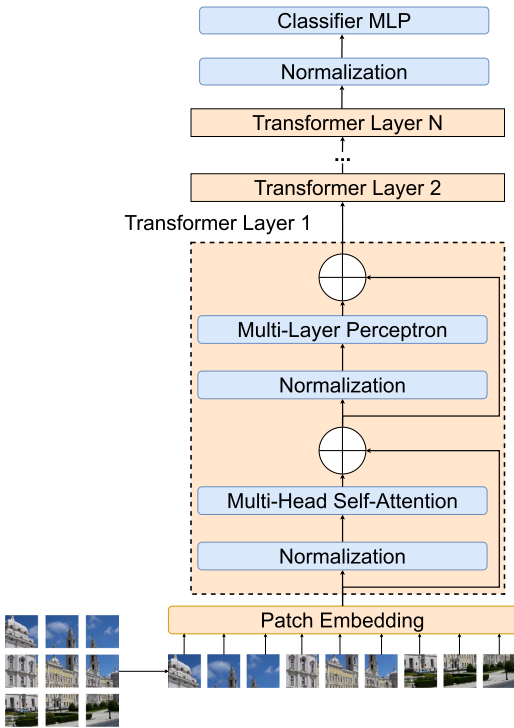 Classifier MLP
Normalization
Transformer Layer N
...
Transformer Layer 2
Transformer Layer 1
Multi-Layer Perceptron
Normalization
Multi-Head Self-Attention
Normalization
Patch Embedding